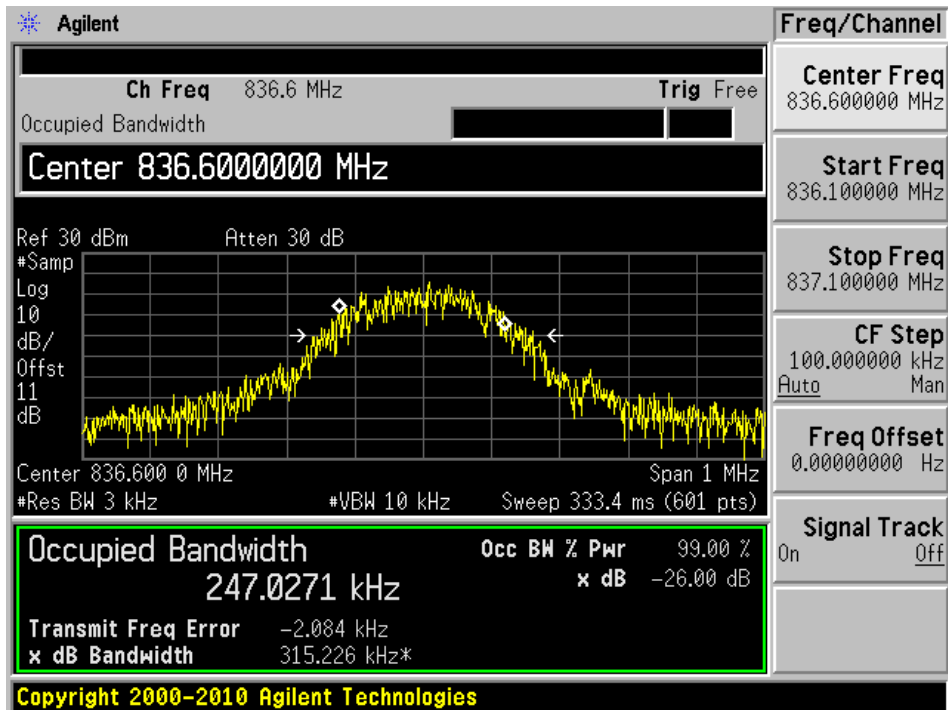 Agilent
Freq/Channel
Ch Freq 836.6 MHz Trig Free
Occupied Bandwidth
Center 836.6000000 MHz
Ref 30 dBm Atten 30 dB
#Samp
Log
10
dB/
Offst
11
dB
Center 836.600 0 MHz Span 1 MHz
#Res BW 3 kHz #VBW 10 kHz Sweep 333.4 ms (601 pts)
Occupied Bandwidth Occ BW % Pwr 99.00 %
247.0271 kHz x dB -26.00 dB
Transmit Freq Error -2.084 kHz
x dB Bandwidth 315.226 kHz*
Center Freq
836.600000 MHz
Start Freq
836.100000 MHz
Stop Freq
837.100000 MHz
CF Step
100.000000 kHz
Auto Man
Freq Offset
0.00000000 Hz
Signal Track
On Off
Copyright 2000-2010 Agilent Technologies